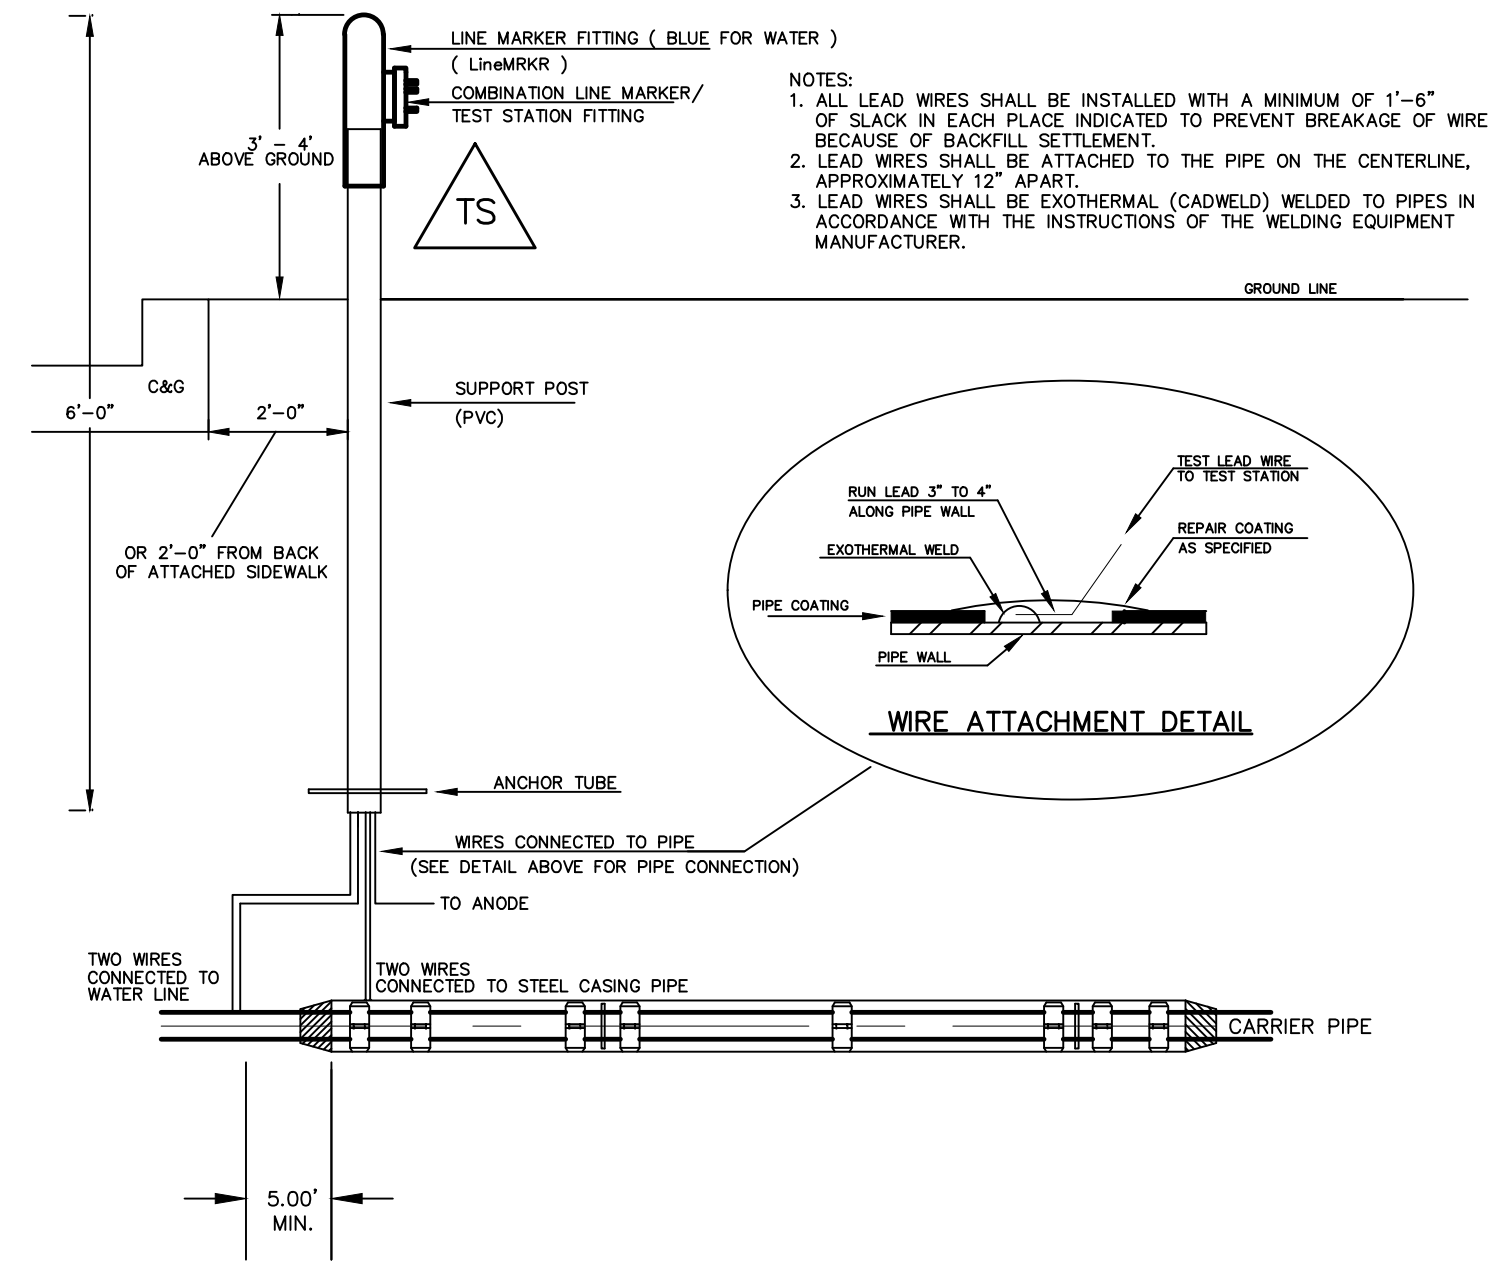 LINE MARKER FITTING ( BLUE FOR WATER )
( LineMRKR )
COMBINATION LINE MARKER/
TEST STATION FITTING
3' - 4'
ABOVE GROUND
TS
NOTES:
1. ALL LEAD WIRES SHALL BE INSTALLED WITH A MINIMUM OF 1'-6"
OF SLACK IN EACH PLACE INDICATED TO PREVENT BREAKAGE OF WIRE
BECAUSE OF BACKFILL SETTLEMENT.
2. LEAD WIRES SHALL BE ATTACHED TO THE PIPE ON THE CENTERLINE,
APPROXIMATELY 12" APART.
3. LEAD WIRES SHALL BE EXOTHERMAL (CADWELD) WELDED TO PIPES IN
ACCORDANCE WITH THE INSTRUCTIONS OF THE WELDING EQUIPMENT
MANUFACTURER.
GROUND LINE
C&G
6'-0"
2'-0"
SUPPORT POST
(PVC)
OR 2'-0" FROM BACK
OF ATTACHED SIDEWALK
TEST LEAD WIRE
TO TEST STATION
RUN LEAD 3" TO 4"
ALONG PIPE WALL
REPAIR COATING
AS SPECIFIED
EXOTHERMAL WELD
PIPE COATING
PIPE WALL
WIRE ATTACHMENT DETAIL
ANCHOR TUBE
WIRES CONNECTED TO PIPE
(SEE DETAIL ABOVE FOR PIPE CONNECTION)
TO ANODE
TWO WIRES
CONNECTED TO
WATER LINE
TWO WIRES
CONNECTED TO STEEL CASING PIPE
CARRIER PIPE
5.00'
MIN.